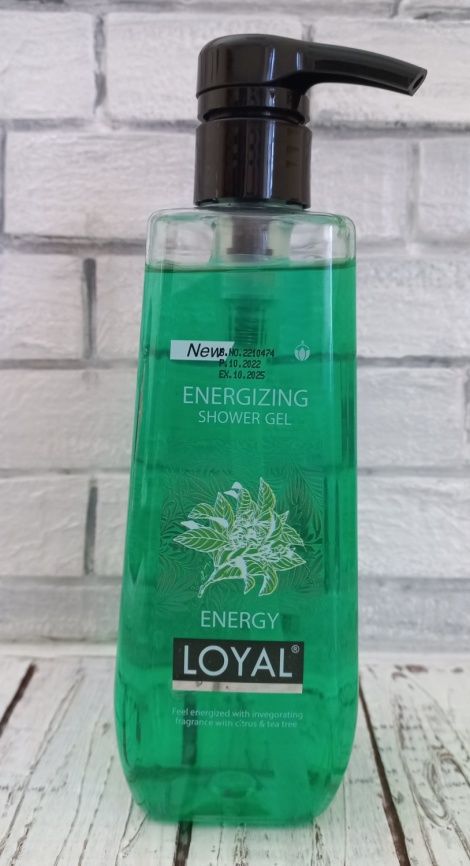 New
B.NO.2210474
P.10.2022
EX.10.2025
ENERGIZING
SHOWER GEL
ENERGY
LOYAL®
Feel energized with invegorating
fragrance with citrus & tea tree